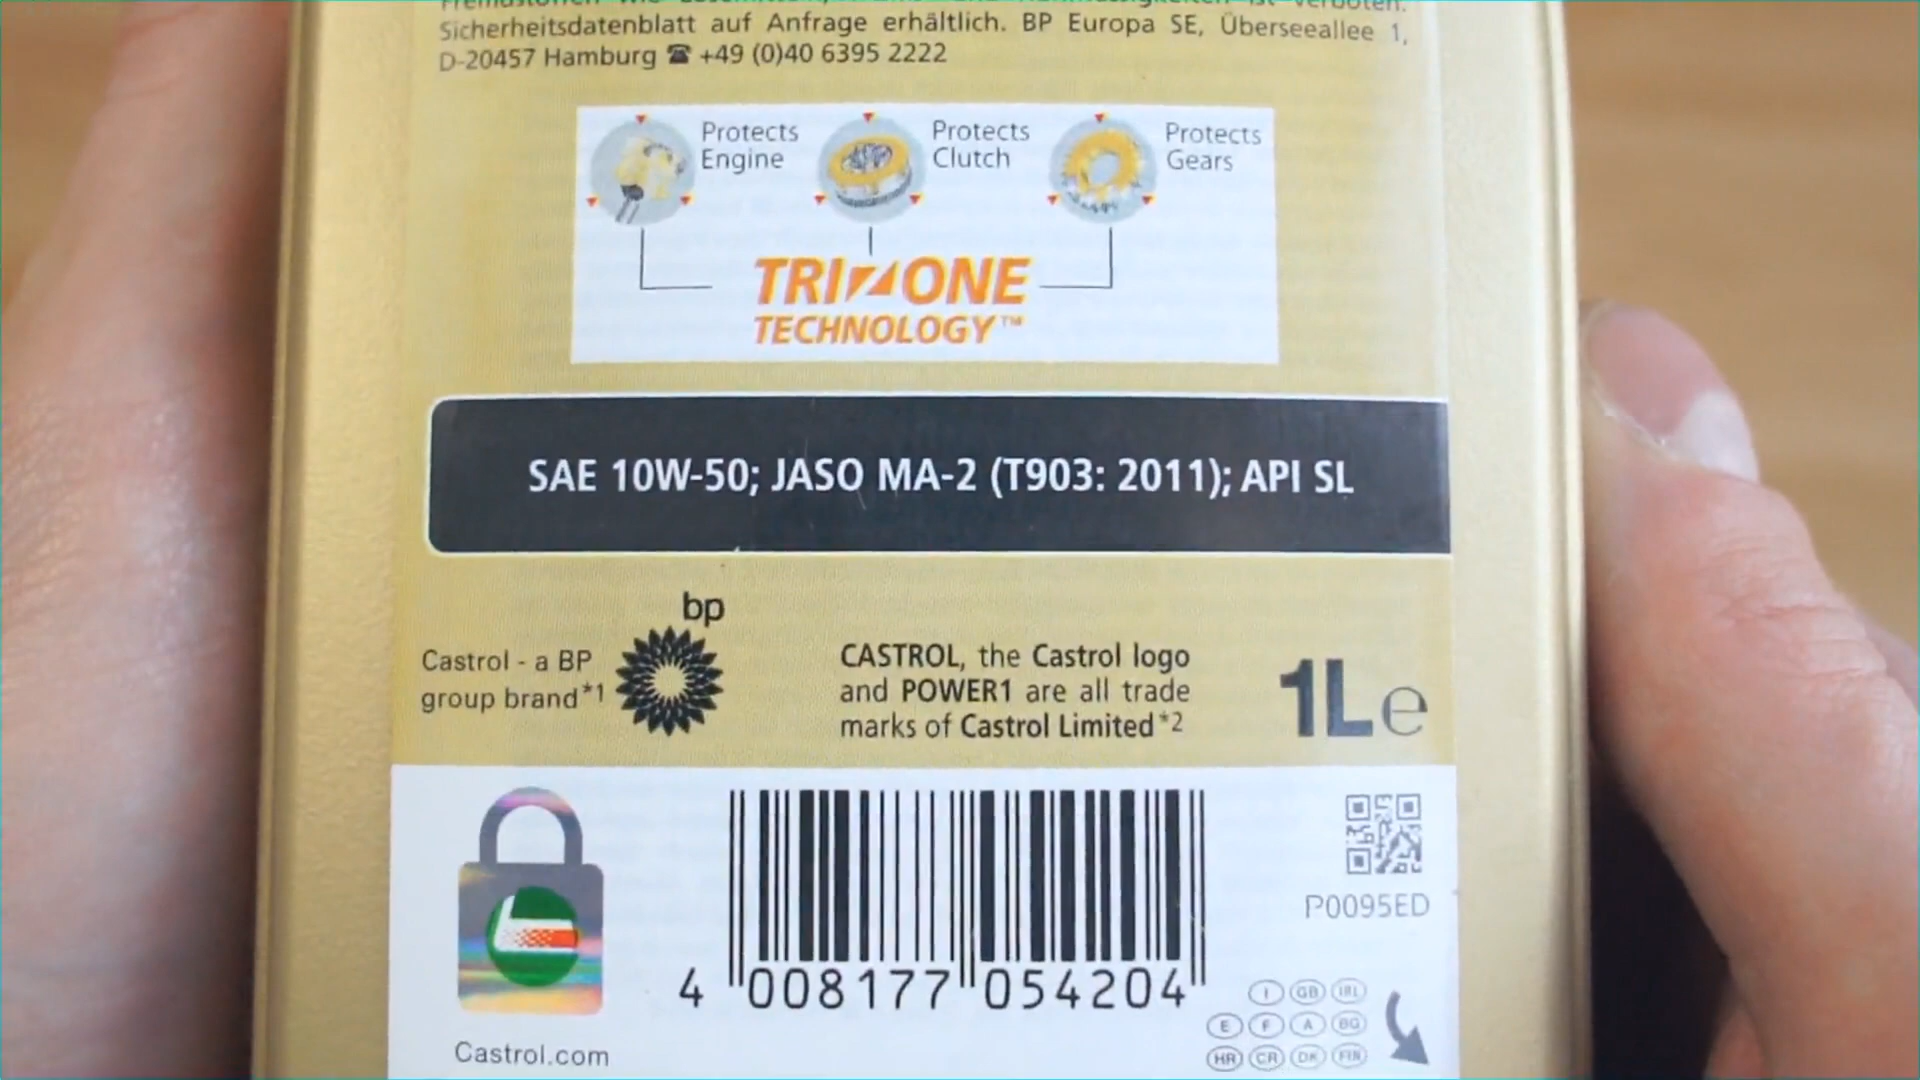 Sicherheitsdatenblatt auf Anfrage erhältlich. BP Europa SE, Überseeallee 1,
D-20457 Hamburg ☎ +49 (0)40 6395 2222
Protects
Engine
Protects
Clutch
Protects
Gears
TRIZONE
TECHNOLOGY™
SAE 10W-50; JASO MA-2 (T903: 2011); API SL
bp
Castrol - a BP
group brand*1
CASTROL, the Castrol logo
and POWER1 are all trade
marks of Castrol Limited*2
1L e
P0095ED
4 008177 054204
I GB IRL
E F A BG
HR CR DK FIN
Castrol.com